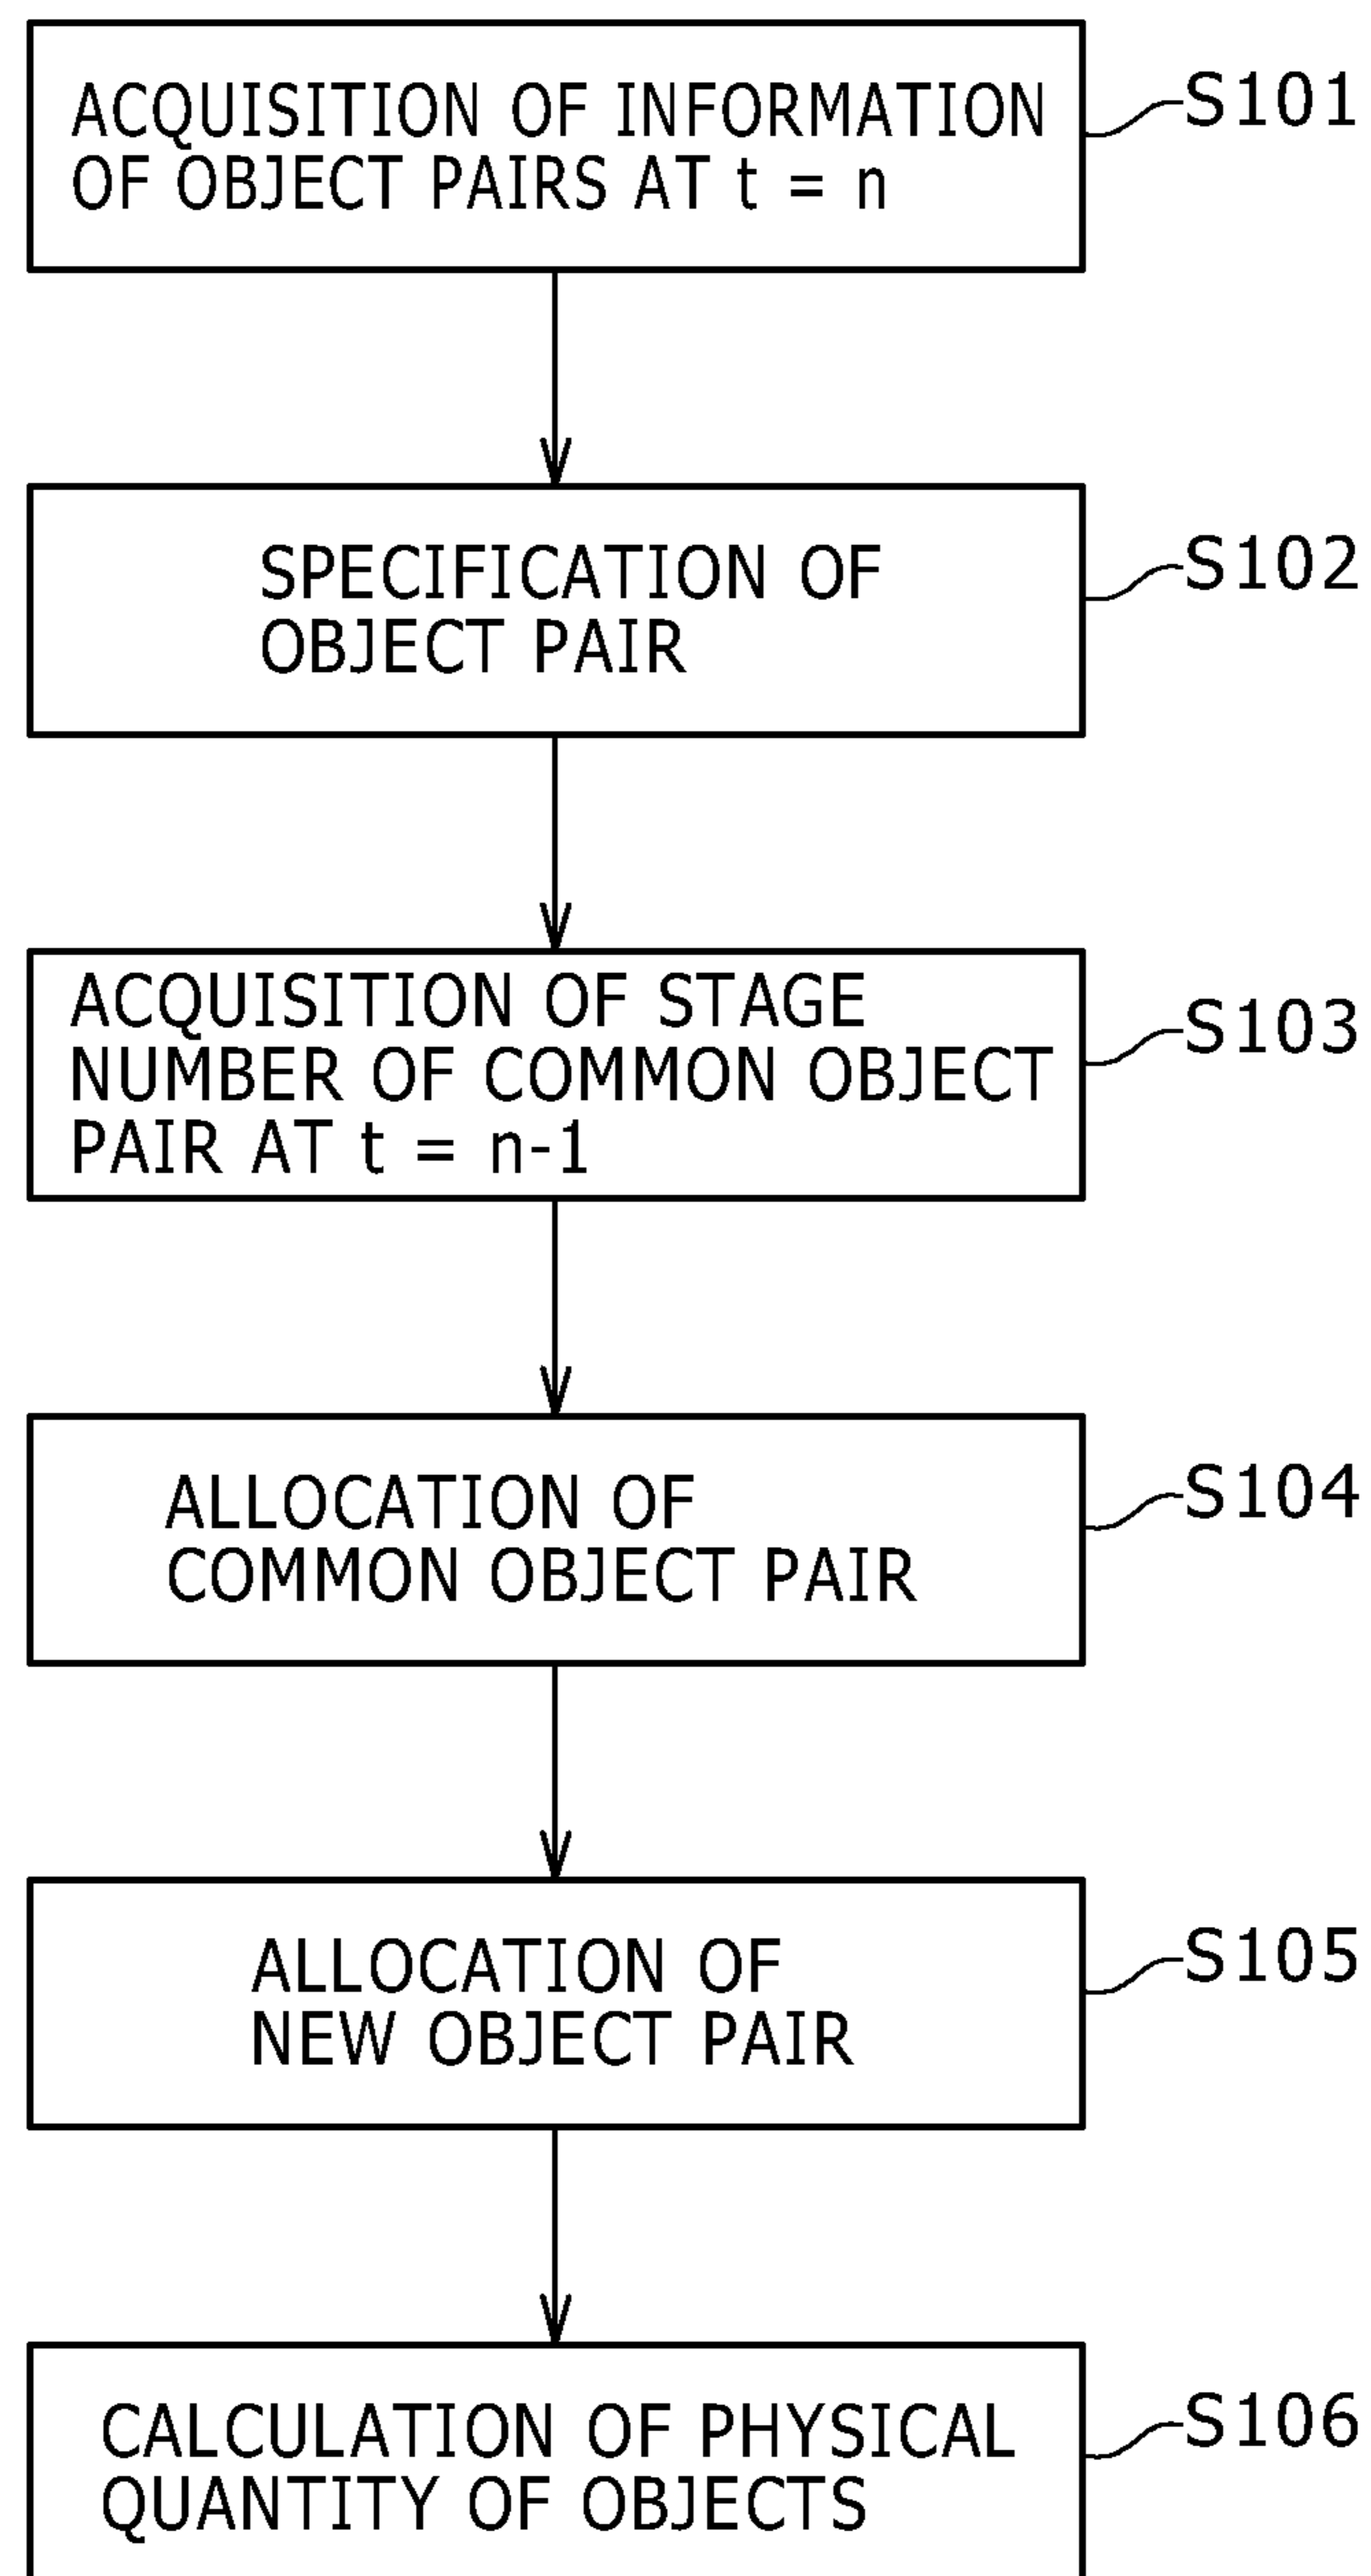 ACQUISITION OF INFORMATION
OF OBJECT PAIRS AT t = n
S101
SPECIFICATION OF
OBJECT PAIR
S102
ACQUISITION OF STAGE
NUMBER OF COMMON OBJECT
PAIR AT t = n-1
S103
ALLOCATION OF
COMMON OBJECT PAIR
S104
ALLOCATION OF
NEW OBJECT PAIR
S105
CALCULATION OF PHYSICAL
QUANTITY OF OBJECTS
S106